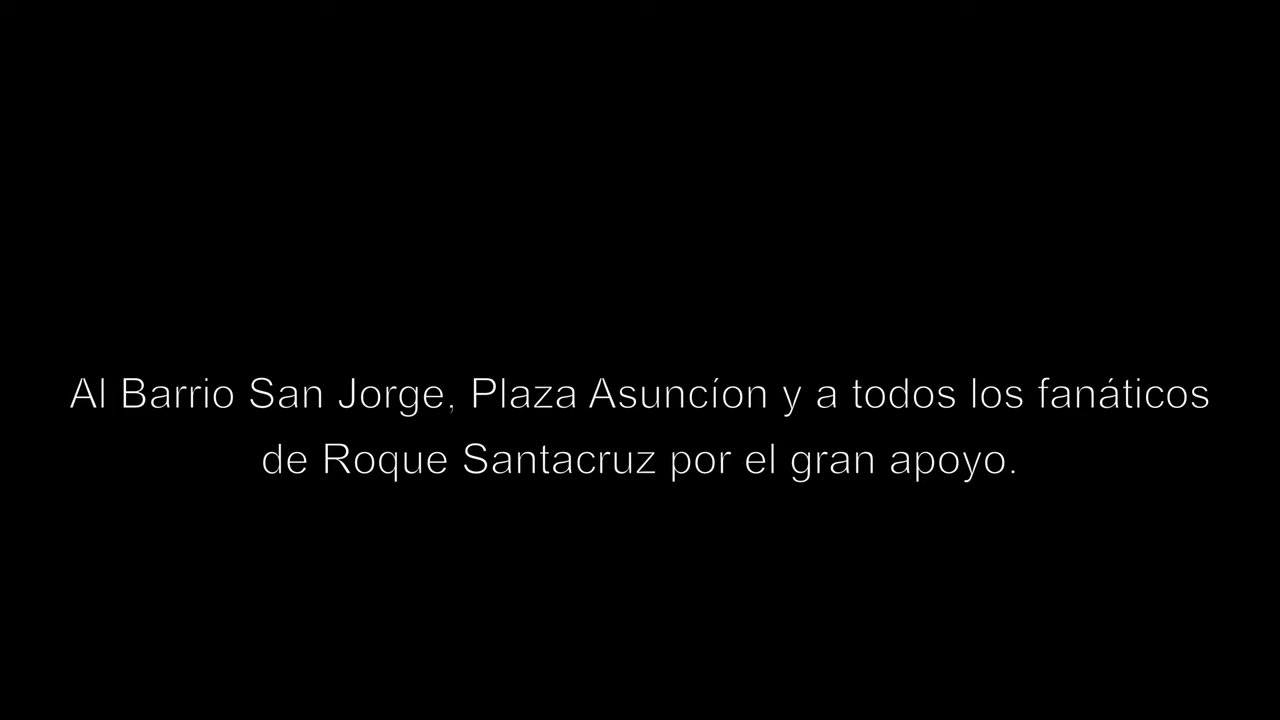 Al Barrio San Jorge, Plaza Asuncíon y a todos los fanáticos
de Roque Santacruz por el gran apoyo.